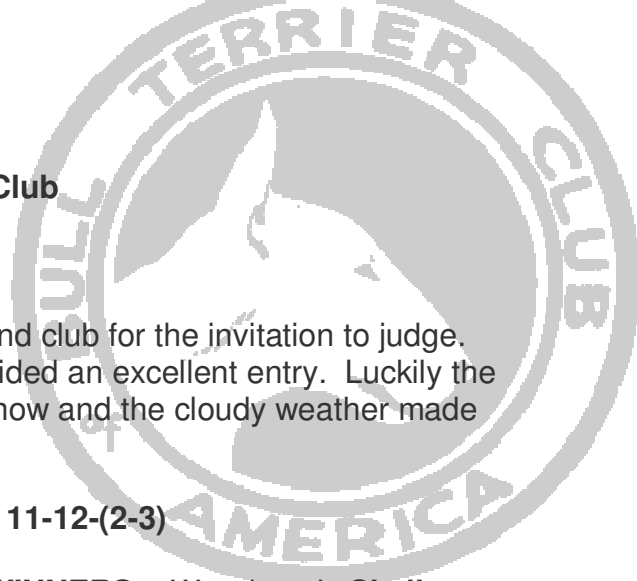 BULL TERRIER CLUB
of
AMERICA
Club
nd club for the invitation to judge.
ided an excellent entry. Luckily the
now and the cloudy weather made
11-12-(2-3)